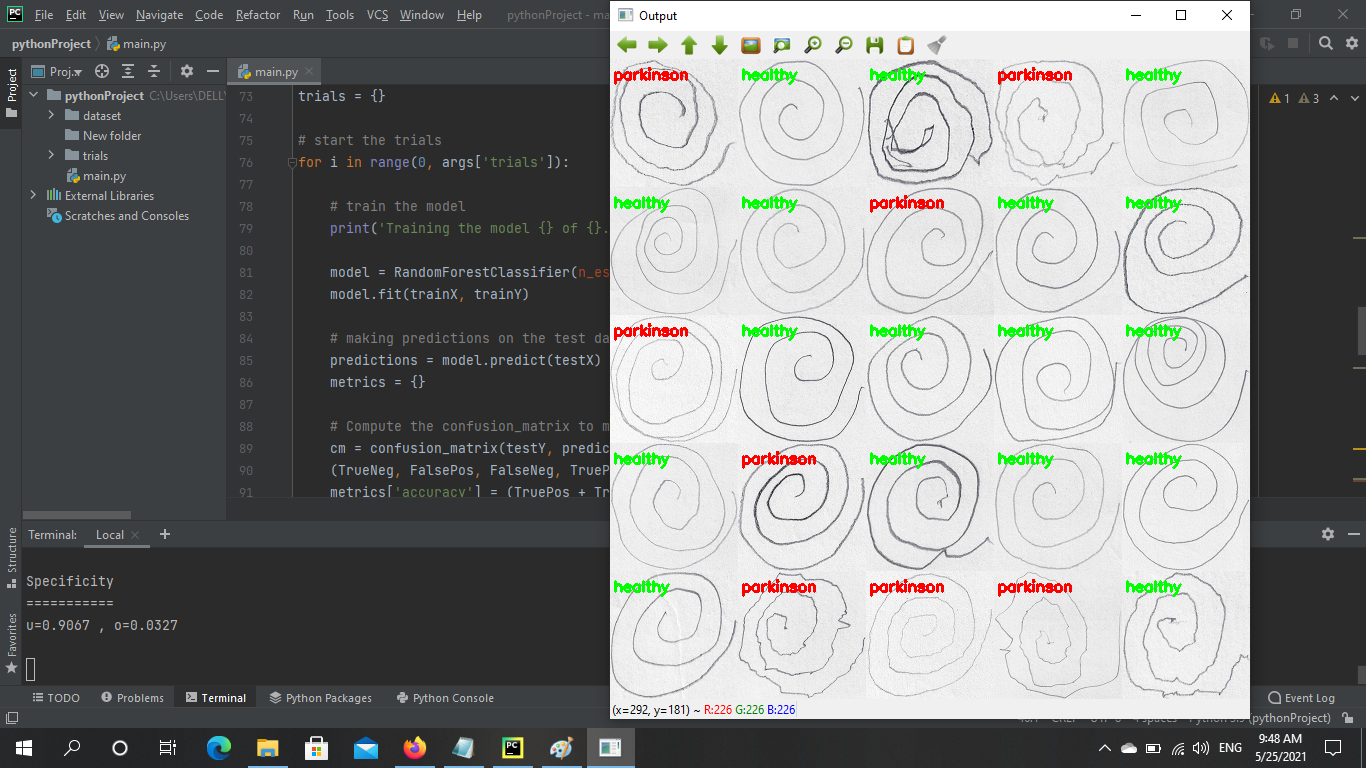 File Edit View Navigate Code Refactor Run Tools VCS Window Help pythonProject - ma
pythonProject main.py
Project
Proj...
main.py
pythonProject C:\Users\DELL\
dataset
New folder
trials
main.py
External Libraries
Scratches and Consoles
73 trials = {}
74
75 # start the trials
76 for i in range(0, args['trials']):
77
78 # train the model
79 print('Training the model {} of {}.
80
81 model = RandomForestClassifier(n_es
82 model.fit(trainX, trainY)
83
84 # making predictions on the test da
85 predictions = model.predict(testX)
86 metrics = {}
87
88 # Compute the confusion_matrix to m
89 cm = confusion_matrix(testY, predic
90 (TrueNeg, FalsePos, FalseNeg, TrueP
91 metrics['accuracy'] = (TruePos + Tr
1 3
Output
parkinson healthy healthy parkinson healthy
healthy healthy parkinson healthy healthy
parkinson healthy healthy healthy healthy
healthy parkinson healthy healthy healthy
healthy parkinson parkinson parkinson healthy
(x=292, y=181) ~ R:226 G:226 B:226
Structure
Favorites
Terminal: Local
Specificity
===========
u=0.9067 , o=0.0327
TODO Problems Terminal Python Packages Python Console Event Log
(pythonProject)
ENG
9:48 AM
5/25/2021